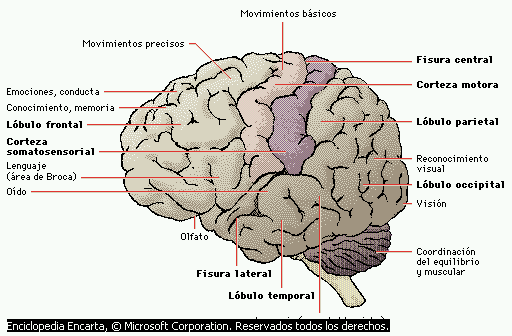 Movimientos básicos
Movimientos precisos
Fisura central
Corteza motora
Emociones, conducta
Conocimiento, memoria
Lóbulo frontal
Lóbulo parietal
Corteza
somatosensorial
Lenguaje
(área de Broca)
Reconocimiento
visual
Lóbulo occipital
Oído
Visión
Olfato
Coordinación
del equilibrio
y muscular
Fisura lateral
Lóbulo temporal
Enciclopedia Encarta, © Microsoft Corporation. Reservados todos los derechos.